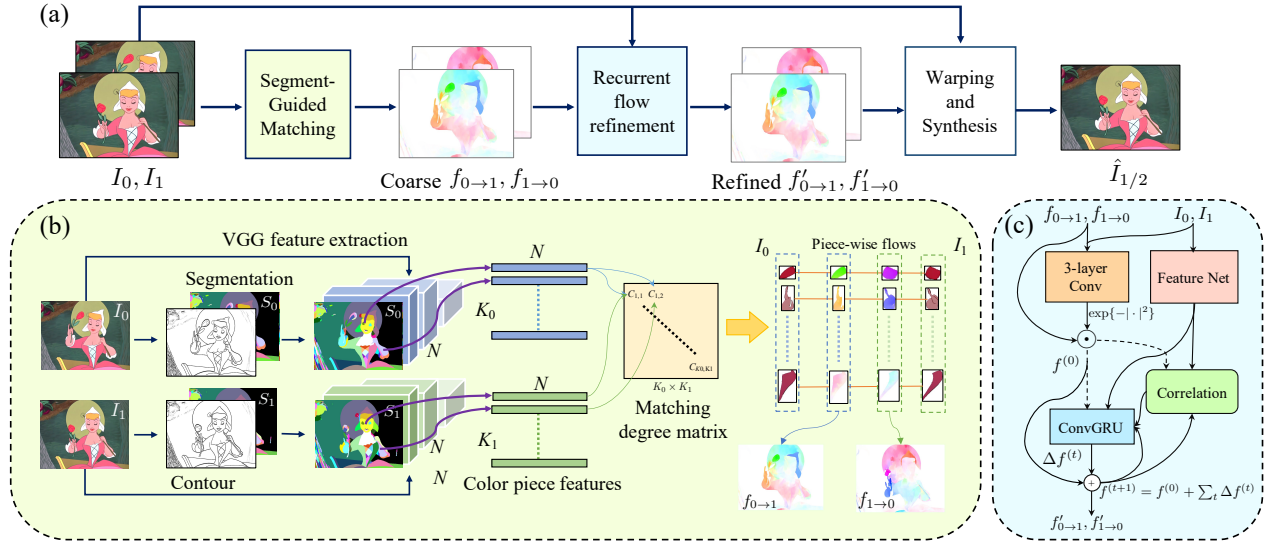 (a)
Segment-
Guided
Matching
Recurrent
flow
refinement
Warping
and
Synthesis
I_0, I_1
Coarse f_{0→1}, f_{1→0}
Refined f'_{0→1}, f'_{1→0}
Î_{1/2}
(b)
VGG feature extraction
Segmentation
I_0
S_0
N
I_1
S_1
N
N
Contour
N
K_0
N
K_1
Color piece features
C_{1,1} C_{1,2}
C_{K0,K1}
K_0 × K_1
Matching
degree matrix
I_0
Piece-wise flows
I_1
f_{0→1}
f_{1→0}
(c)
f_{0→1}, f_{1→0}
I_0, I_1
3-layer
Conv
Feature Net
exp{−|·|^2}
f^{(0)}
Correlation
ConvGRU
Δf^{(t)}
+
f^{(t+1)} = f^{(0)} + ∑_t Δf^{(t)}
f'_{0→1}, f'_{1→0}